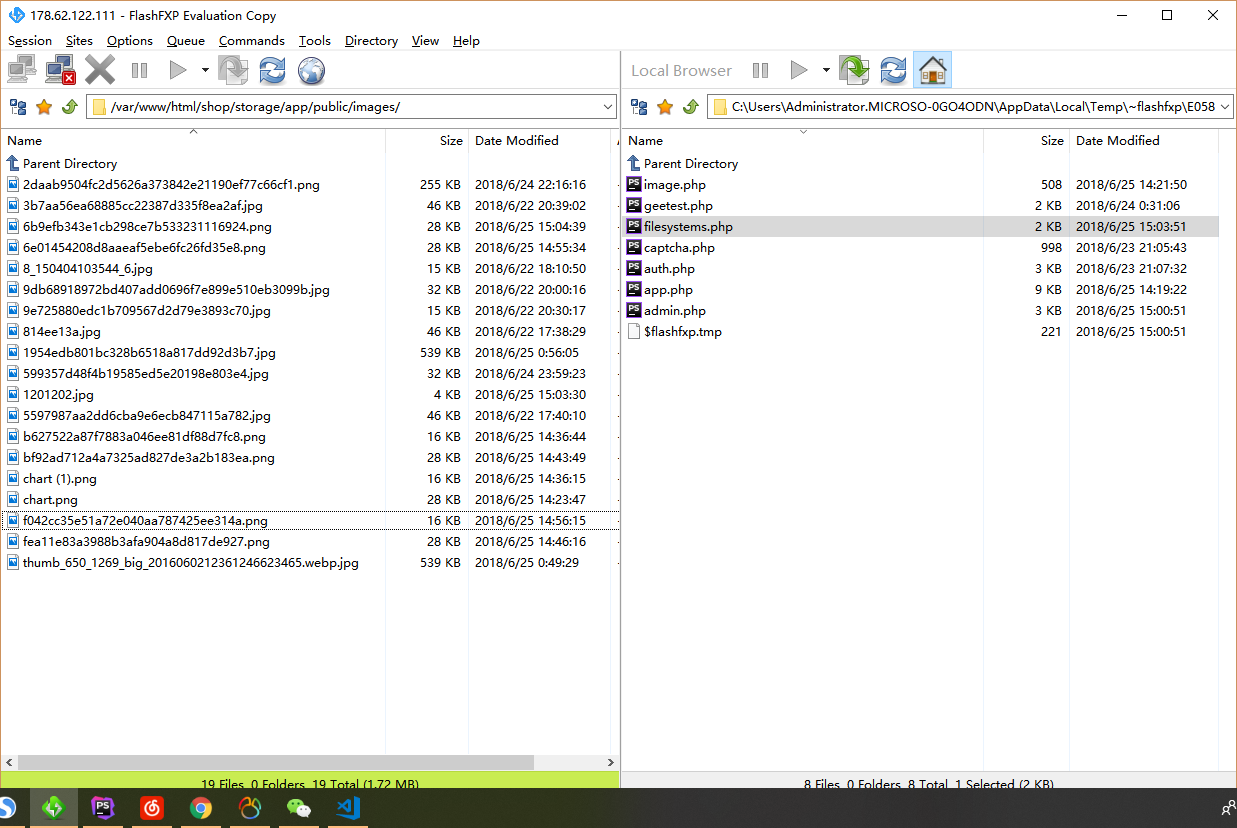 178.62.122.111 - FlashFXP Evaluation Copy
Session Sites Options Queue Commands Tools Directory View Help
Local Browser
/var/www/html/shop/storage/app/public/images/
C:\Users\Administrator.MICROSO-0GO4ODN\AppData\Local\Temp\~flashfxp\E058
Name Size Date Modified
Parent Directory
2daab9504fc2d5626a373842e21190ef77c66cf1.png 255 KB 2018/6/24 22:16:16
3b7aa56ea68885cc22387d335f8ea2af.jpg 46 KB 2018/6/22 20:39:02
6b9efb343e1cb298ce7b533231116924.png 28 KB 2018/6/25 15:04:39
6e01454208d8aaeaf5ebe6fc26fd35e8.png 28 KB 2018/6/25 14:55:34
8_150404103544_6.jpg 15 KB 2018/6/22 18:10:50
9db68918972bd407add0696f7e899e510eb3099b.jpg 32 KB 2018/6/22 20:00:16
9e725880edc1b709567d2d79e3893c70.jpg 15 KB 2018/6/22 20:30:17
814ee13a.jpg 46 KB 2018/6/22 17:38:29
1954edb801bc328b6518a817dd92d3b7.jpg 539 KB 2018/6/25 0:56:05
599357d48f4b19585ed5e20198e803e4.jpg 32 KB 2018/6/24 23:59:23
1201202.jpg 4 KB 2018/6/25 15:03:30
5597987aa2dd6cba9e6ecb847115a782.jpg 46 KB 2018/6/22 17:40:10
b627522a87f7883a046ee81df88d7fc8.png 16 KB 2018/6/25 14:36:44
bf92ad712a4a7325ad827de3a2b183ea.png 28 KB 2018/6/25 14:43:49
chart (1).png 16 KB 2018/6/25 14:36:15
chart.png 28 KB 2018/6/25 14:23:47
f042cc35e51a72e040aa787425ee314a.png 16 KB 2018/6/25 14:56:15
fea11e83a3988b3afa904a8d817de927.png 28 KB 2018/6/25 14:46:16
thumb_650_1269_big_2016060212361246623465.webp.jpg 539 KB 2018/6/25 0:49:29
19 Files, 0 Folders, 19 Total (1.72 MB)
Name Size Date Modified
Parent Directory
PS image.php 508 2018/6/25 14:21:50
PS geetest.php 2 KB 2018/6/24 0:31:06
PS filesystems.php 2 KB 2018/6/25 15:03:51
PS captcha.php 998 2018/6/23 21:05:43
PS auth.php 3 KB 2018/6/23 21:07:32
PS app.php 9 KB 2018/6/25 14:19:22
PS admin.php 3 KB 2018/6/25 15:00:51
$flashfxp.tmp 221 2018/6/25 15:00:51
8 Files, 0 Folders, 8 Total, 1 Selected (2 KB)
PS